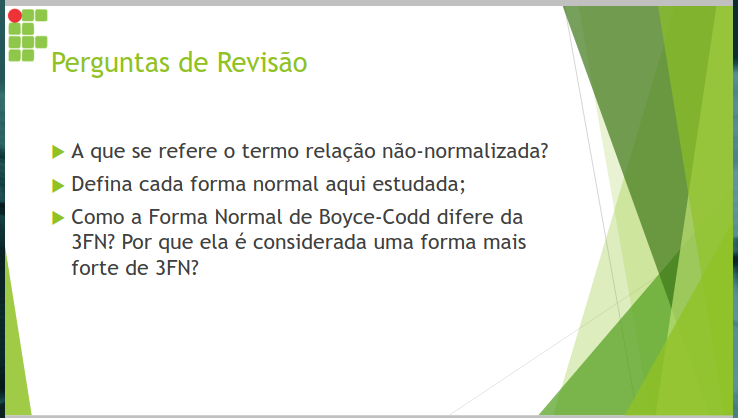 Perguntas de Revisão
A que se refere o termo relação não-normalizada?
Defina cada forma normal aqui estudada;
Como a Forma Normal de Boyce-Codd difere da
3FN? Por que ela é considerada uma forma mais
forte de 3FN?